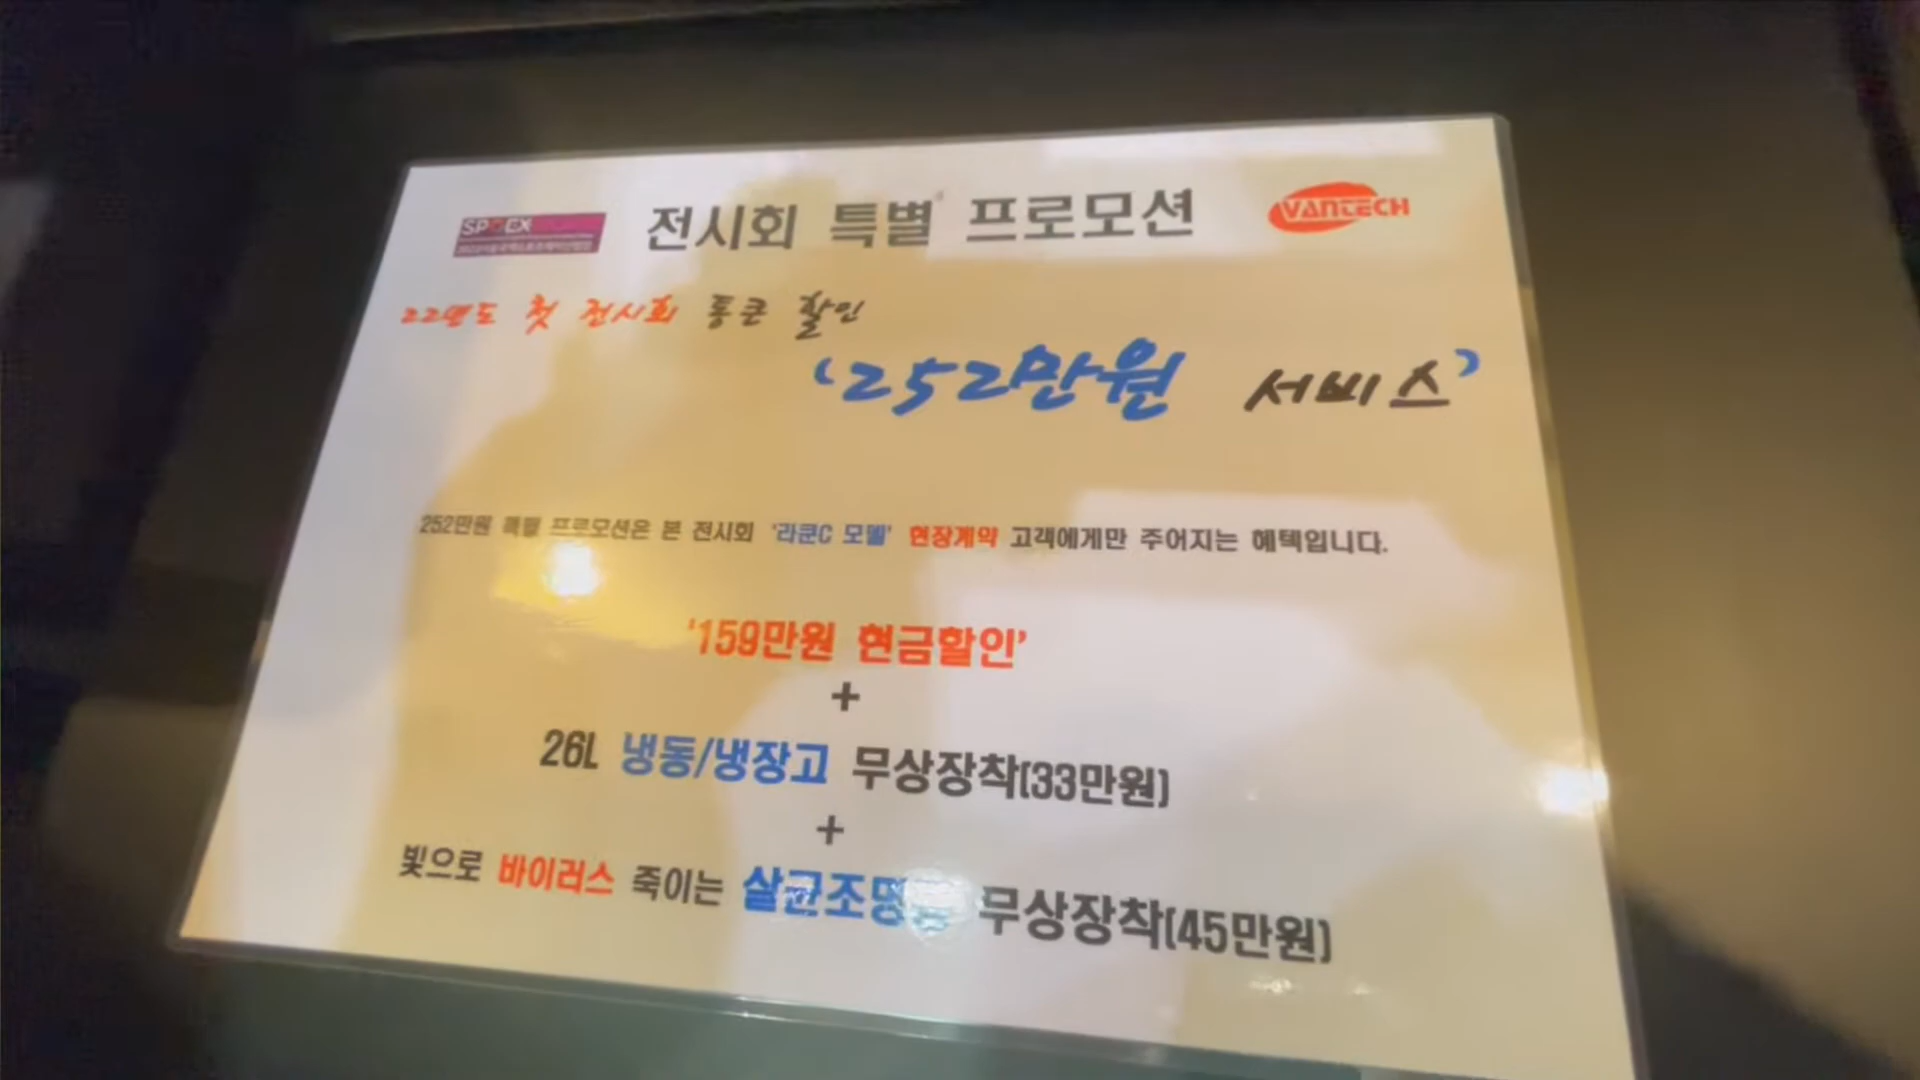 SPOEX 전시회 특별 프로모션 VANTECH
22년도 첫 전시회 통큰 할인
‘252만원 서비스’
252만원 특별 프로모션은 본 전시회 '라쿤C 모델' 현장계약 고객에게만 주어지는 혜택입니다.
'159만원 현금할인'
+
26L 냉동/냉장고 무상장착(33만원)
+
빛으로 바이러스 죽이는 살균조명등 무상장착(45만원)